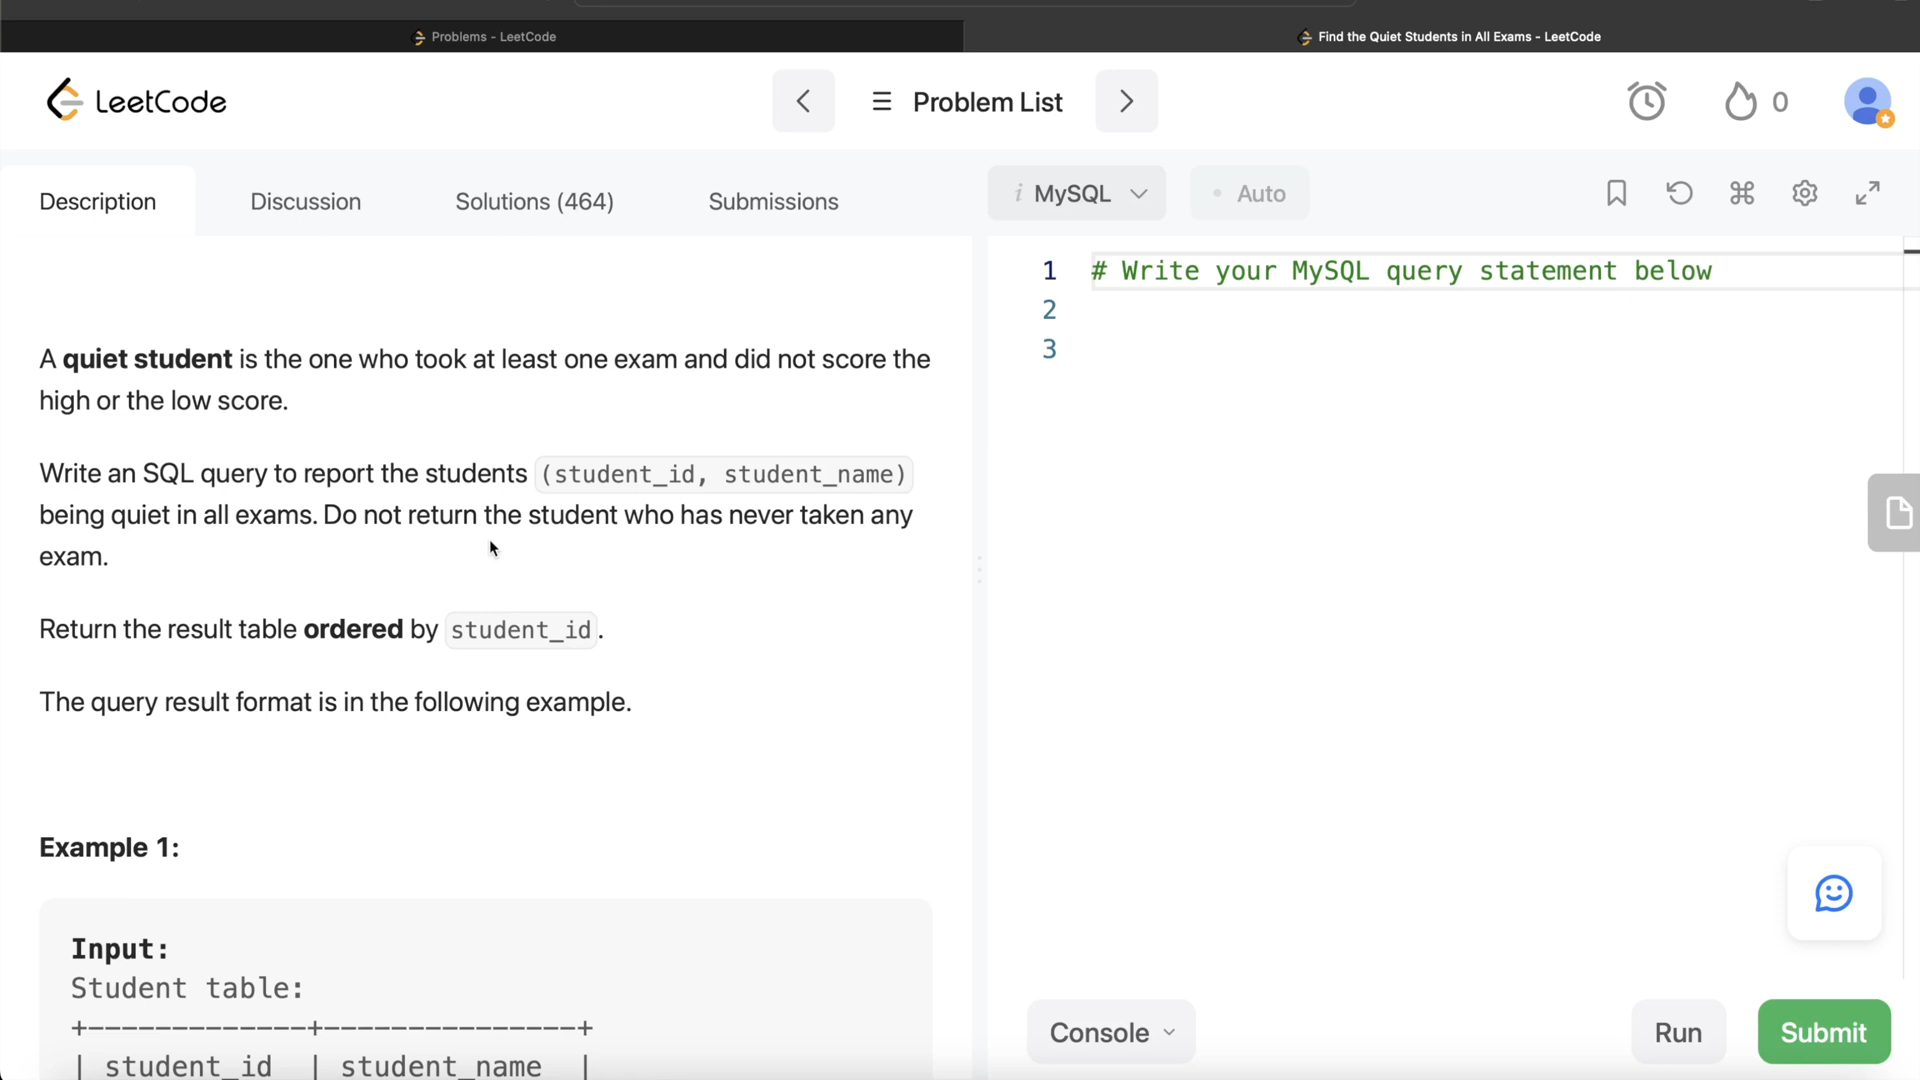 Problems - LeetCode
Find the Quiet Students in All Exams - LeetCode
LeetCode
Problem List
0
Description
Discussion
Solutions (464)
Submissions
i MySQL
Auto
A quiet student is the one who took at least one exam and did not score the
high or the low score.
Write an SQL query to report the students (student_id, student_name)
being quiet in all exams. Do not return the student who has never taken any
exam.
Return the result table ordered by student_id.
The query result format is in the following example.
Example 1:
Input:
Student table:
+-------------+---------------+
| student_id | student_name |
1 # Write your MySQL query statement below
2
3
Console
Run
Submit